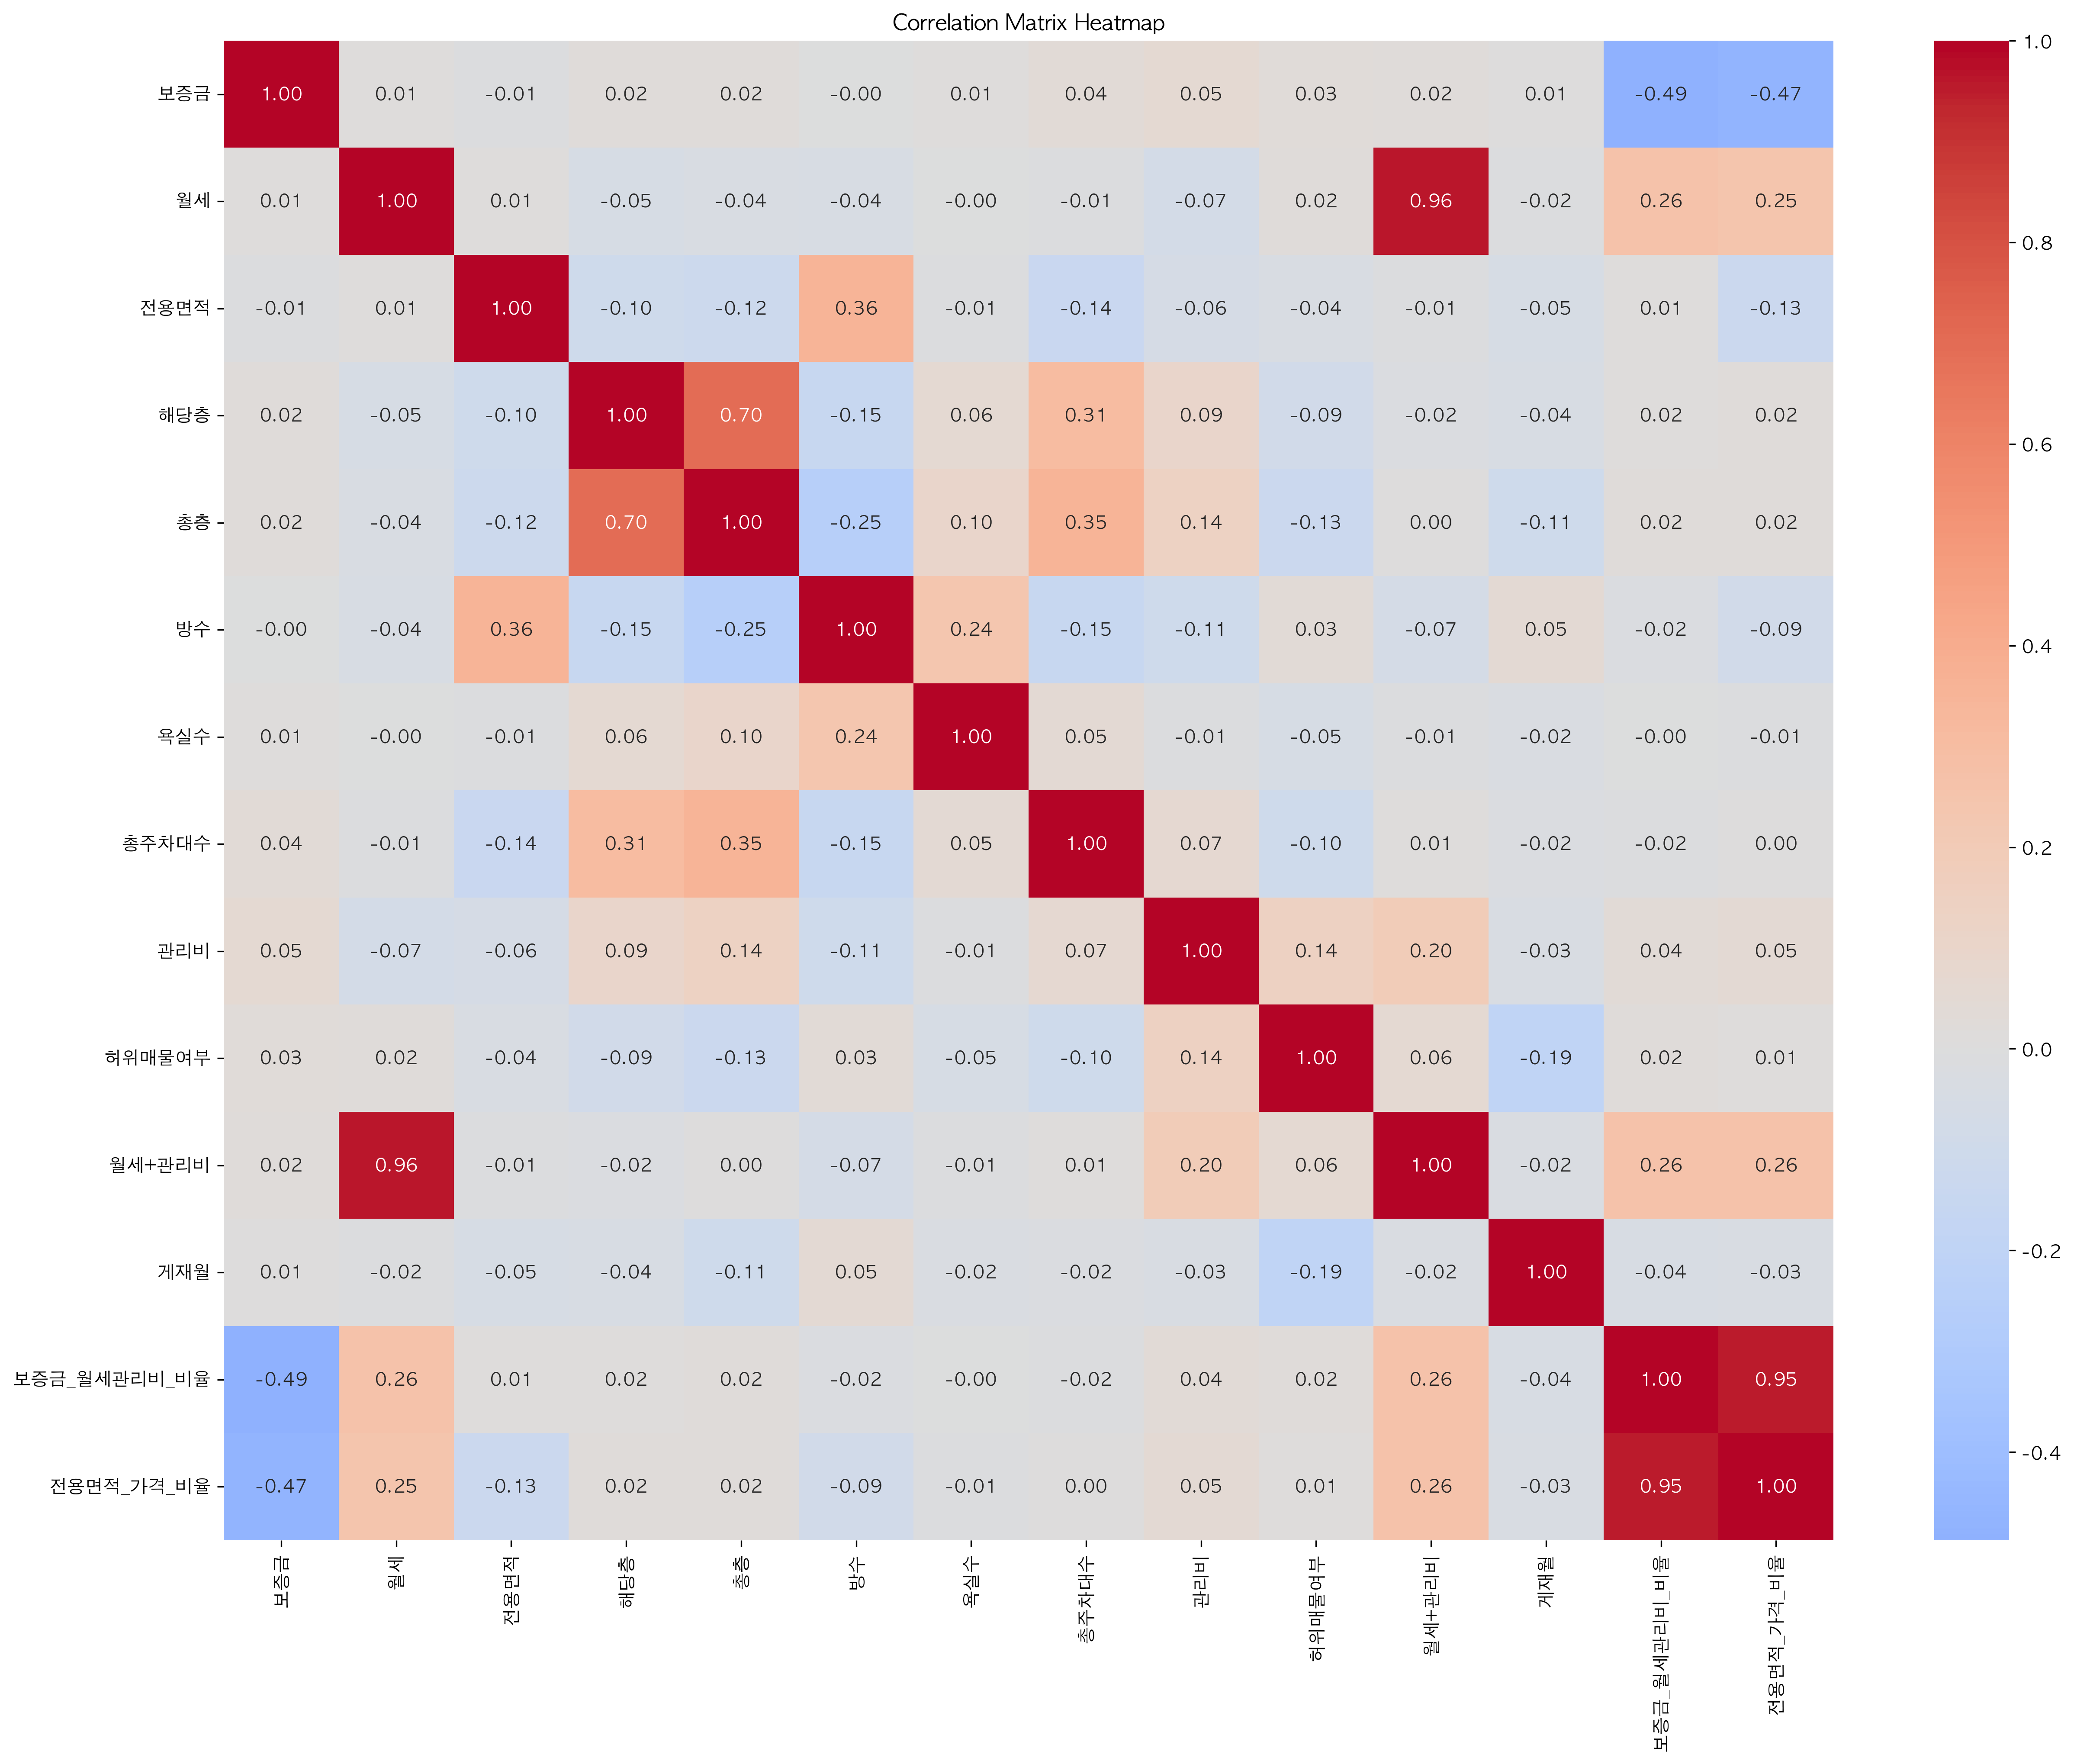 Correlation Matrix Heatmap
보증금 1.00 0.01 -0.01 0.02 0.02 -0.00 0.01 0.04 0.05 0.03 0.02 0.01 -0.49 -0.47
월세 0.01 1.00 0.01 -0.05 -0.04 -0.04 -0.00 -0.01 -0.07 0.02 0.96 -0.02 0.26 0.25
전용면적 -0.01 0.01 1.00 -0.10 -0.12 0.36 -0.01 -0.14 -0.06 -0.04 -0.01 -0.05 0.01 -0.13
해당층 0.02 -0.05 -0.10 1.00 0.70 -0.15 0.06 0.31 0.09 -0.09 -0.02 -0.04 0.02 0.02
총층 0.02 -0.04 -0.12 0.70 1.00 -0.25 0.10 0.35 0.14 -0.13 0.00 -0.11 0.02 0.02
방수 -0.00 -0.04 0.36 -0.15 -0.25 1.00 0.24 -0.15 -0.11 0.03 -0.07 0.05 -0.02 -0.09
욕실수 0.01 -0.00 -0.01 0.06 0.10 0.24 1.00 0.05 -0.01 -0.05 -0.01 -0.02 -0.00 -0.01
총주차대수 0.04 -0.01 -0.14 0.31 0.35 -0.15 0.05 1.00 0.07 -0.10 0.01 -0.02 -0.02 0.00
관리비 0.05 -0.07 -0.06 0.09 0.14 -0.11 -0.01 0.07 1.00 0.14 0.20 -0.03 0.04 0.05
허위매물여부 0.03 0.02 -0.04 -0.09 -0.13 0.03 -0.05 -0.10 0.14 1.00 0.06 -0.19 0.02 0.01
월세+관리비 0.02 0.96 -0.01 -0.02 0.00 -0.07 -0.01 0.01 0.20 0.06 1.00 -0.02 0.26 0.26
게재월 0.01 -0.02 -0.05 -0.04 -0.11 0.05 -0.02 -0.02 -0.03 -0.19 -0.02 1.00 -0.04 -0.03
보증금_월세관리비_비율 -0.49 0.26 0.01 0.02 0.02 -0.02 -0.00 -0.02 0.04 0.02 0.26 -0.04 1.00 0.95
전용면적_가격_비율 -0.47 0.25 -0.13 0.02 0.02 -0.09 -0.01 0.00 0.05 0.01 0.26 -0.03 0.95 1.00
보증금
월세
전용면적
해당층
총층
방수
욕실수
총주차대수
관리비
허위매물여부
월세+관리비
게재월
보증금_월세관리비_비율
전용면적_가격_비율
1.0
0.8
0.6
0.4
0.2
0.0
-0.2
-0.4